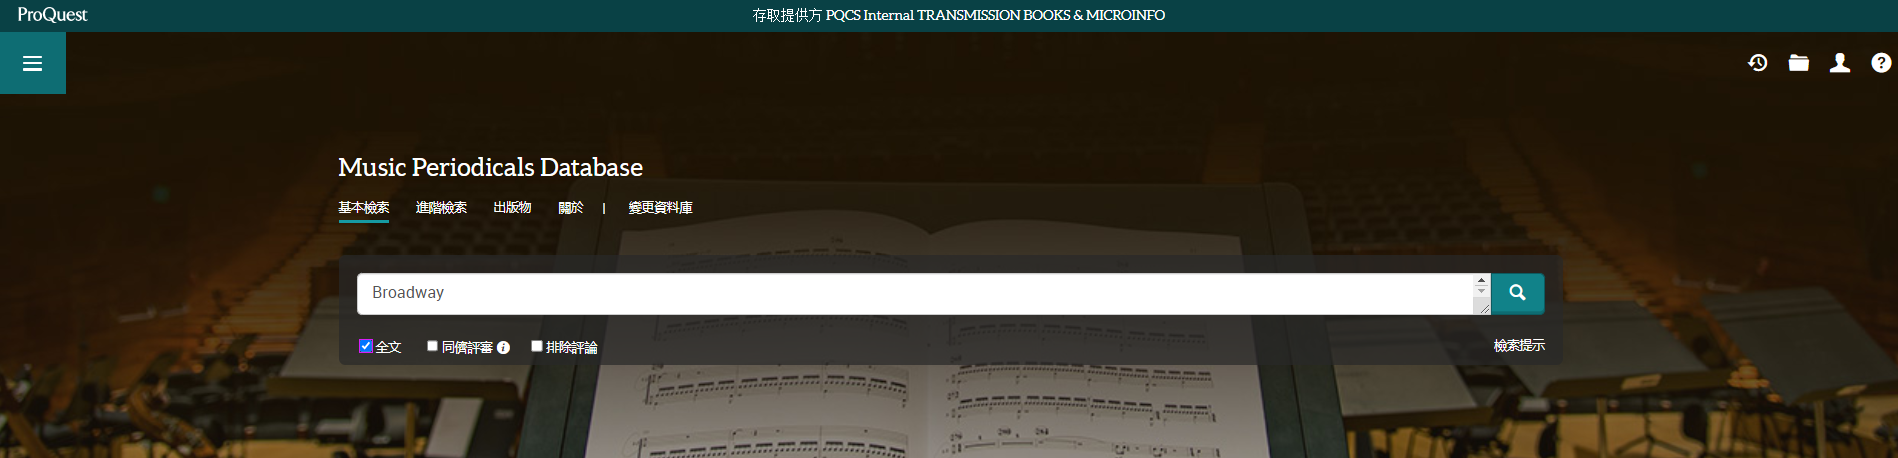 ProQuest
存取提供方 PQCS Internal TRANSMISSION BOOKS & MICROINFO
Music Periodicals Database
基本檢索 進階檢索 出版物 關於 | 變更資料庫
Broadway
全文 同儕評審 排除評論 檢索提示